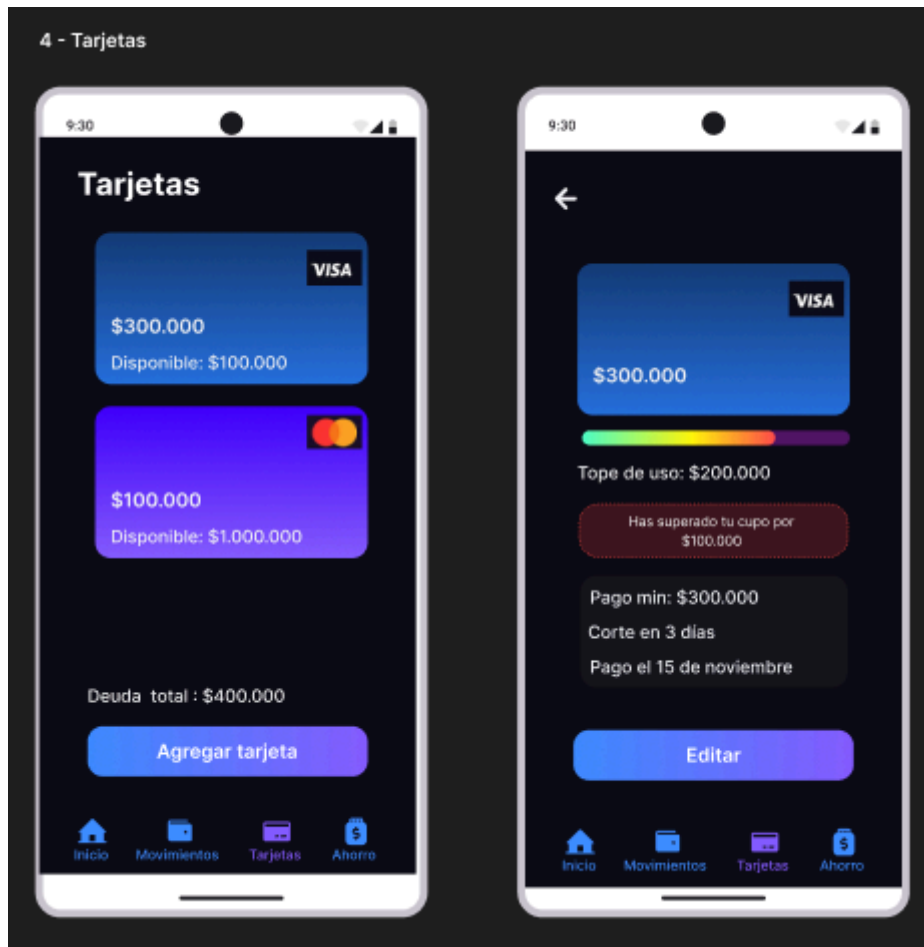 4 - Tarjetas
9:30
Tarjetas
VISA
$300.000
Disponible: $100.000
$100.000
Disponible: $1.000.000
Deuda total : $400.000
Agregar tarjeta
Inicio Movimientos Tarjetas Ahorro
9:30
VISA
$300.000
Tope de uso: $200.000
Has superado tu cupo por
$100.000
Pago min: $300.000
Corte en 3 días
Pago el 15 de noviembre
Editar
Inicio Movimientos Tarjetas Ahorro